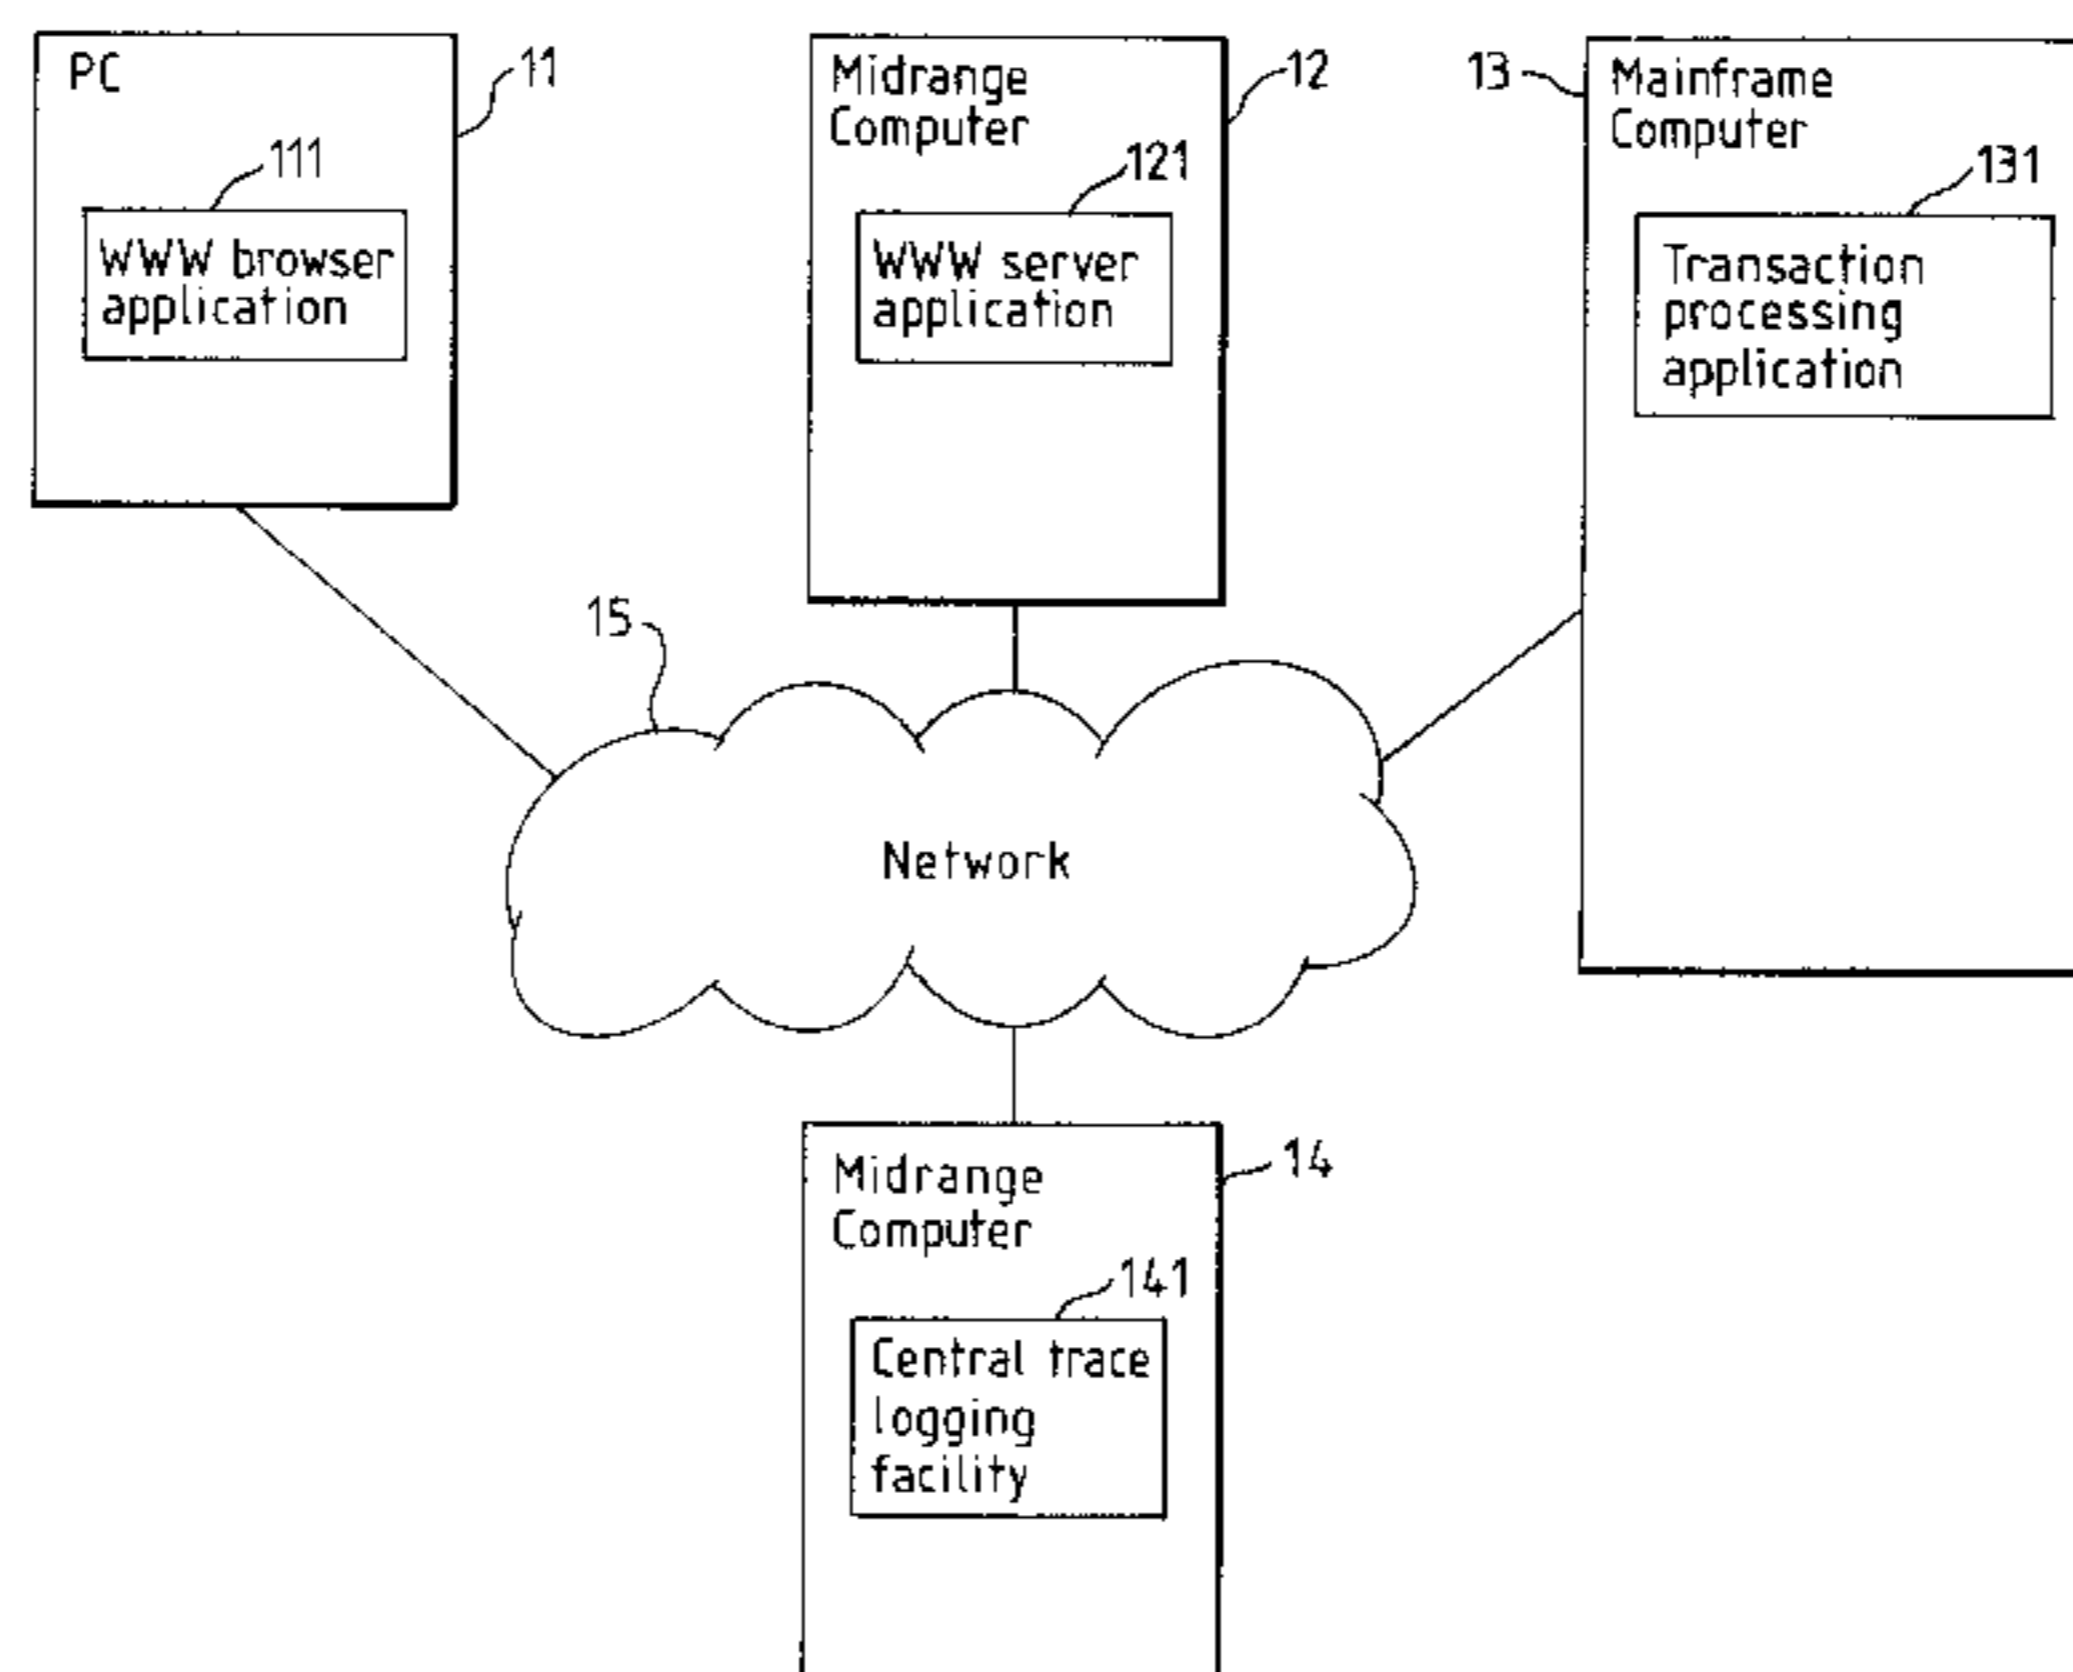 PC
11
111
WWW browser
application
Midrange
Computer
12
121
WWW server
application
13
Mainframe
Computer
131
Transaction
processing
application
15
Network
Midrange
Computer
14
141
Central trace
logging
facility